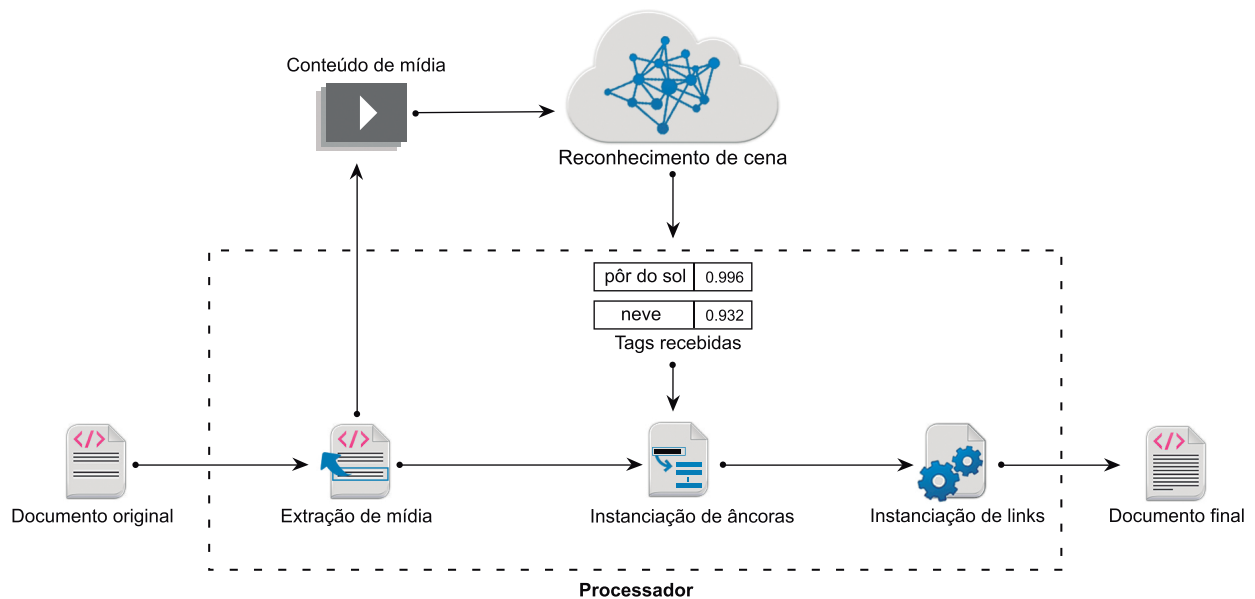 Conteúdo de mídia
Reconhecimento de cena
pôr do sol 0.996
neve 0.932
Tags recebidas
</>
</>
</>
Documento original
Extração de mídia
Instanciação de âncoras
Instanciação de links
Documento final
Processador